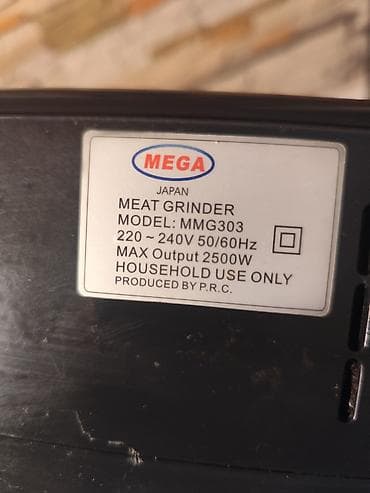 MEGA
JAPAN
MEAT GRINDER
MODEL: MMG303
220 ~ 240V 50/60Hz
MAX Output 2500W
HOUSEHOLD USE ONLY
PRODUCED BY P.R.C.